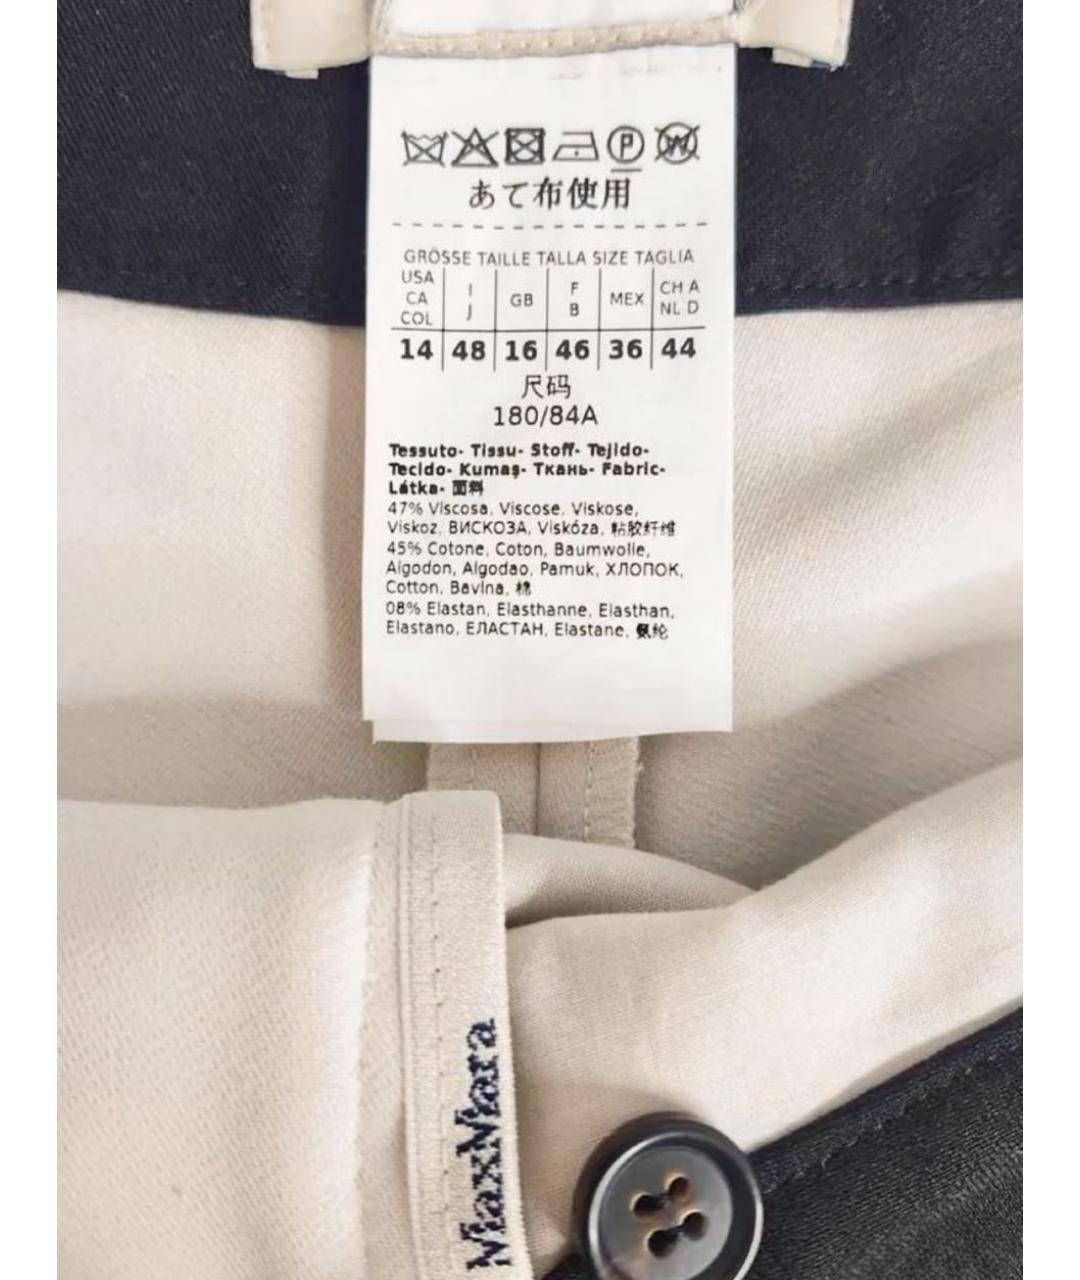 P W
あて布使用
GRÖSSE TAILLE TALLA SIZE TAGLIA
USA CA COL I J GB F B MEX CH A NL D
14 48 16 46 36 44
尺码
180/84A
Tessuto- Tissu- Stoff- Tejido-
Tecido- Kumaş- Ткань- Fabric-
Látka- 面料
47% Viscosa, Viscose, Viskose,
Viskoz, ВИСКОЗА, Viskóza, 粘胶纤维
45% Cotone, Coton, Baumwolle,
Algodon, Algodao, Pamuk, ХЛОПОК,
Cotton, Bavlna, 棉
08% Elastan, Elasthanne, Elasthan,
Elastano, ЕЛАСТАН, Elastane, 氨纶
MaxMara